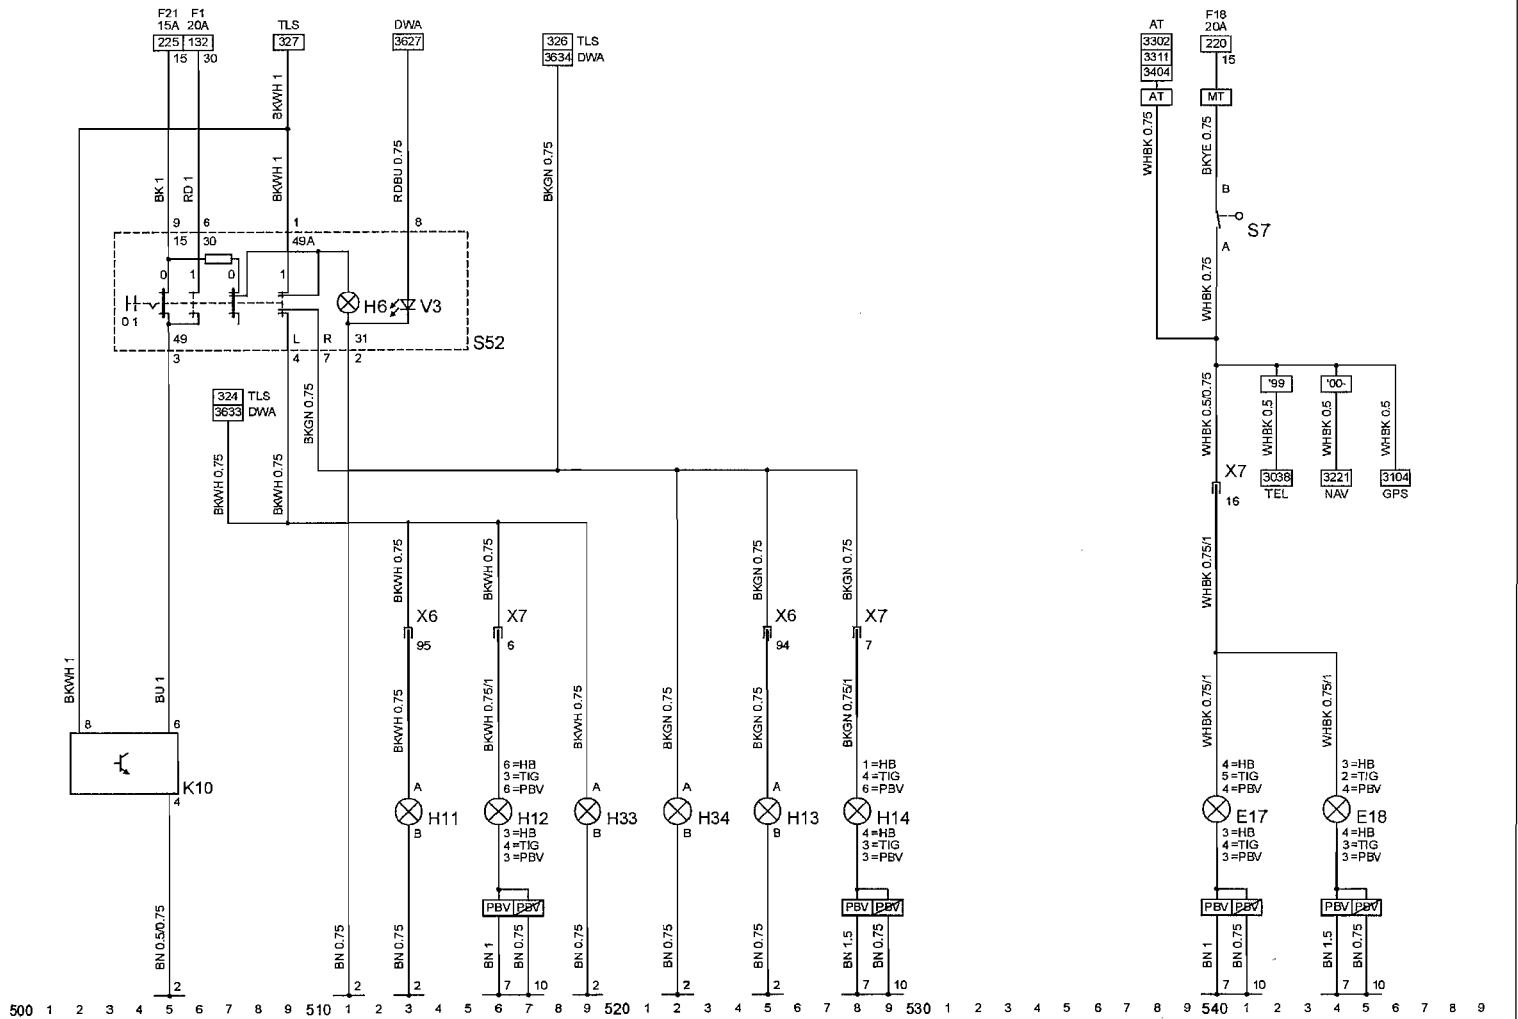 F21 F1
15A 20A
225 132
15 30
TLS
327
DWA
3627
326 TLS
3634 DWA
AT
3302
3311
3404
AT
F18
20A
220
15
MT
BKWH 1
BK 1
RD 1
BKWH 1
RDBU 0.75
BKGN 0.75
WHBK 0.75
BKYE 0.75
B
S7
A
WHBK 0.75
9 6 1 8
15 30 49A
0 1 0 1
0 1
H6
V3
49 L R 31
S52
3 4 7 2
324 TLS
3633 DWA
BKGN 0.75
BKWH 0.75
BKWH 0.75
WHBK 0.5/0.75
'99
'00-
WHBK 0.5
WHBK 0.5
WHBK 0.5
X7
16
3038
TEL
3221
NAV
3104
GPS
BKWH 0.75
BKWH 0.75
BKGN 0.75
BKGN 0.75
WHBK 0.75/1
X6
95
X7
6
X6
94
X7
7
BKWH 1
BU 1
BKWH 0.75
BKWH 0.75/1
BKWH 0.75
BKGN 0.75
BKGN 0.75
BKGN 0.75/1
WHBK 0.75/1
WHBK 0.75/1
8 6
K10
4
A
H11
B
6=HB
3=TIG
6=PBV
H12
3=HB
4=TIG
3=PBV
A
H33
B
A
H34
B
A
H13
B
1=HB
4=TIG
6=PBV
H14
4=HB
3=TIG
3=PBV
4=HB
5=TIG
4=PBV
E17
3=HB
4=TIG
3=PBV
3=HB
2=TIG
4=PBV
E18
4=HB
3=TIG
3=PBV
PBV PBV
PBV PBV
PBV PBV
PBV PBV
BN 0.5/0.75
BN 0.75
BN 0.75
BN 1
BN 0.75
BN 0.75
BN 0.75
BN 0.75
BN 1.5
BN 0.75
BN 1
BN 0.75
BN 1.5
BN 0.75
2 2 2 7 10 2 2 2 7 10 7 10 7 10
500 1 2 3 4 5 6 7 8 9 510 1 2 3 4 5 6 7 8 9 520 1 2 3 4 5 6 7 8 9 530 1 2 3 4 5 6 7 8 9 540 1 2 3 4 5 6 7 8 9